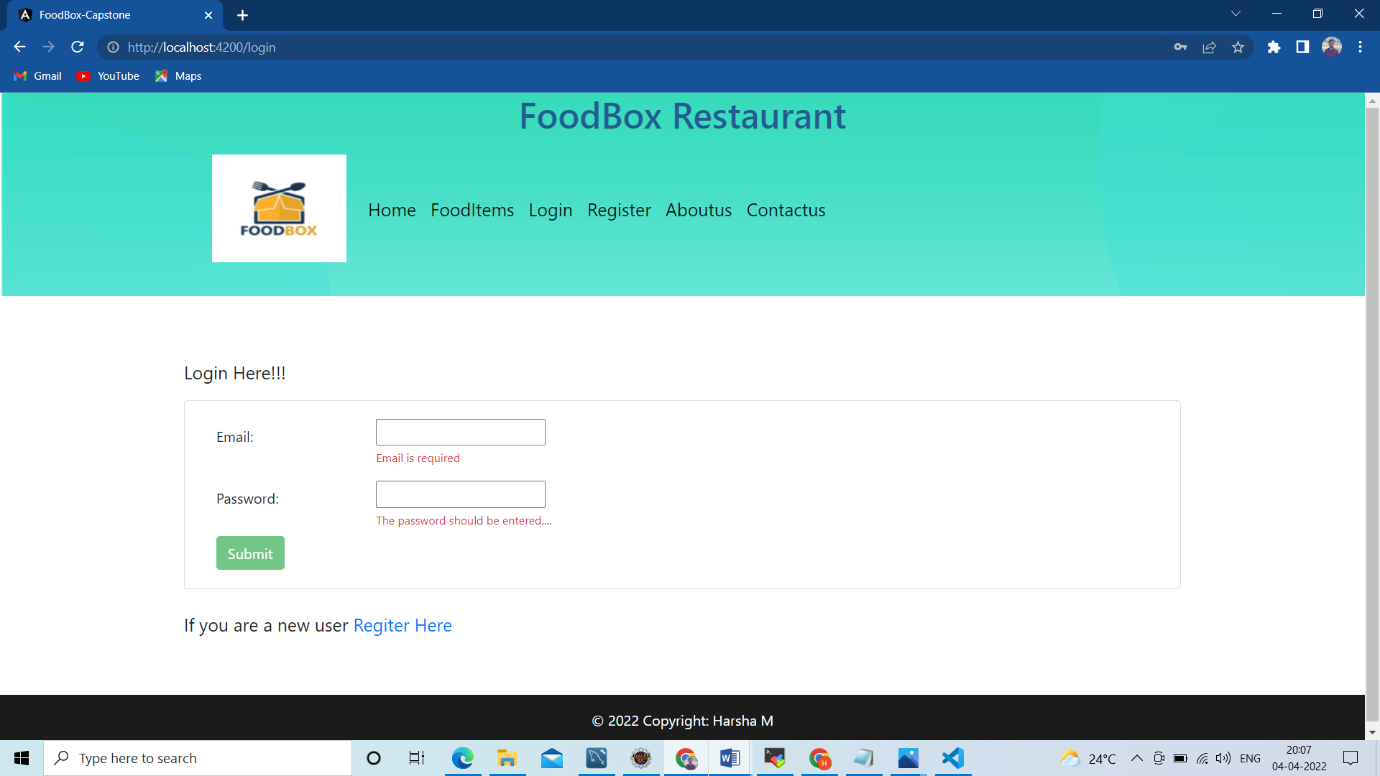 FoodBox-Capstone
http://localhost:4200/login
Gmail YouTube Maps
FoodBox Restaurant
FOODBOX
Home FoodItems Login Register Aboutus Contactus
Login Here!!!
Email:
Email is required
Password:
The password should be entered....
Submit
If you are a new user Regiter Here
© 2022 Copyright: Harsha M
Type here to search
24°C
ENG
20:07
04-04-2022